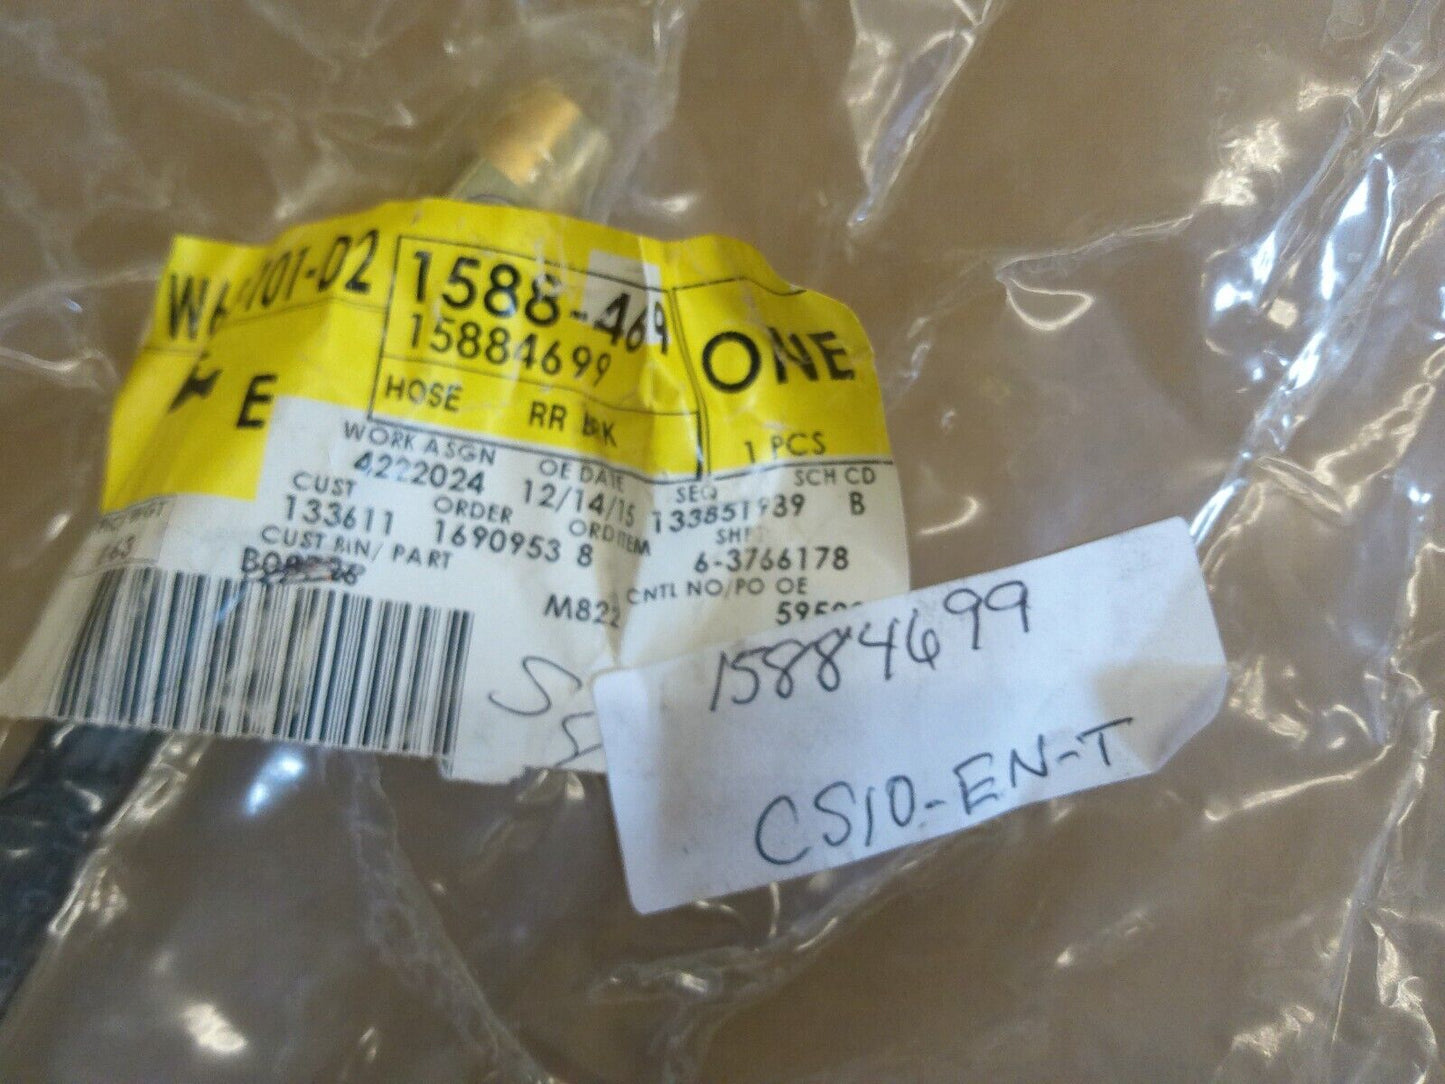 -701-D2
1588-469
15884699
ONE
E
HOSE RR BRK
1 PCS
WORK ASGN OE DATE SEQ SCH CD
4222024 12/14/15 133851939 B
CUST ORDER ORD ITEM
133611 1690953 8 6-3766178
CUST BIN/ PART CNTL NO/PO OE
M822
15884699
CS10-EN-T